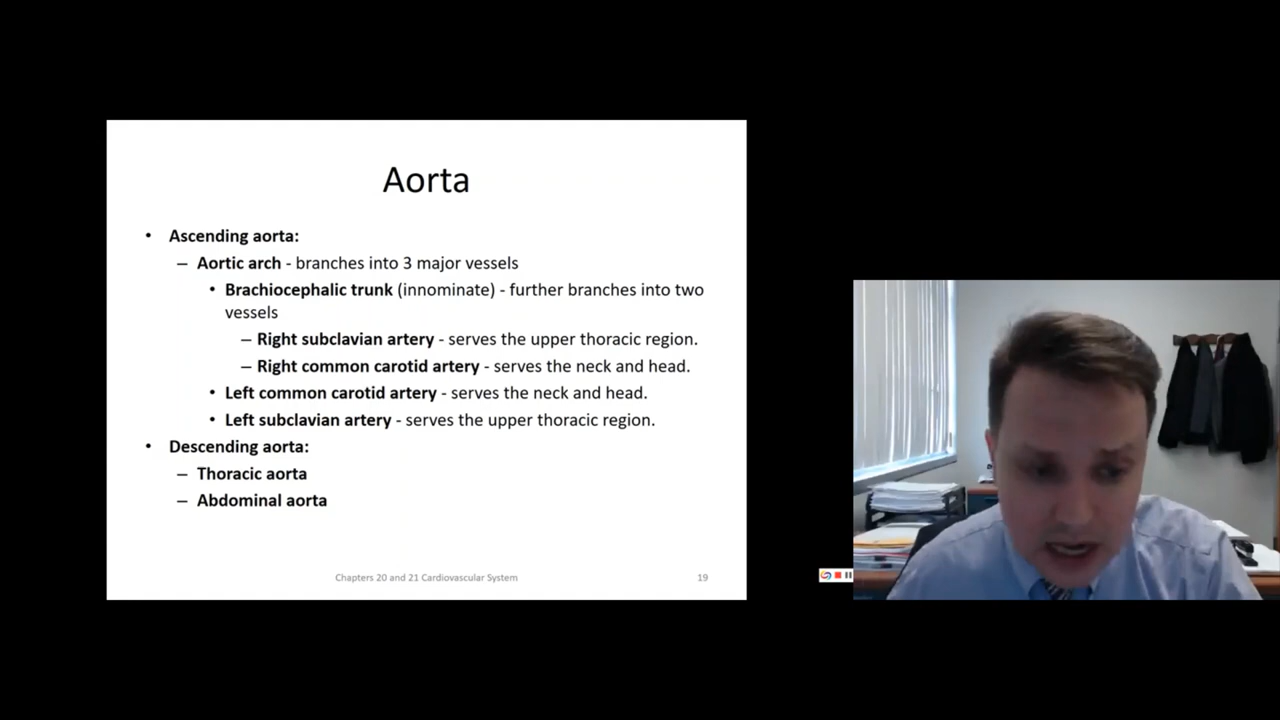 Aorta
• Ascending aorta:
– Aortic arch - branches into 3 major vessels
• Brachiocephalic trunk (innominate) - further branches into two
vessels
– Right subclavian artery - serves the upper thoracic region.
– Right common carotid artery - serves the neck and head.
• Left common carotid artery - serves the neck and head.
• Left subclavian artery - serves the upper thoracic region.
• Descending aorta:
– Thoracic aorta
– Abdominal aorta
Chapters 20 and 21 Cardiovascular System 19